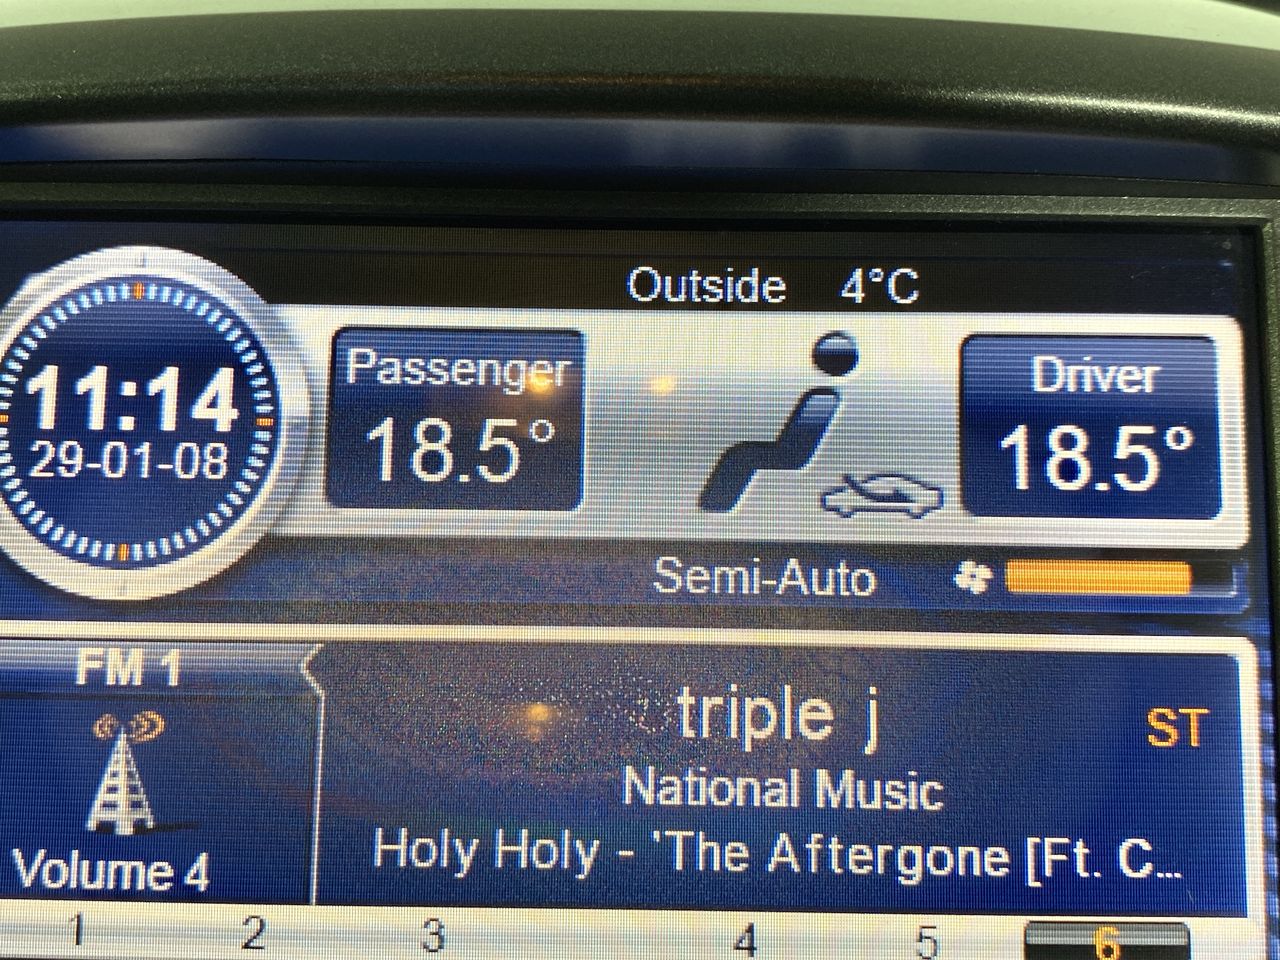 Outside 4°C
11:14
29-01-08
Passenger
18.5°
Driver
18.5°
Semi-Auto
FM 1
Volume 4
triple j
ST
National Music
Holy Holy - 'The Aftergone [Ft. C...
1 2 3 4 5 6